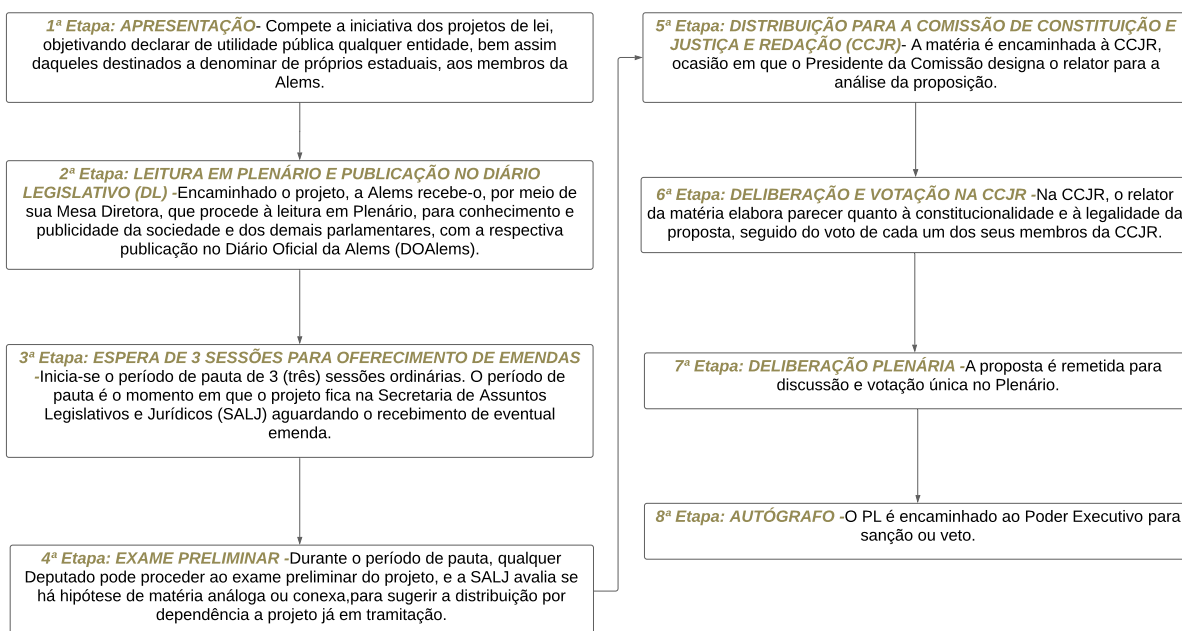 1ª Etapa: APRESENTAÇÃO- Compete a iniciativa dos projetos de lei,
objetivando declarar de utilidade pública qualquer entidade, bem assim
daqueles destinados a denominar de próprios estaduais, aos membros da
Alems.
2ª Etapa: LEITURA EM PLENÁRIO E PUBLICAÇÃO NO DIÁRIO
LEGISLATIVO (DL) -Encaminhado o projeto, a Alems recebe-o, por meio de
sua Mesa Diretora, que procede à leitura em Plenário, para conhecimento e
publicidade da sociedade e dos demais parlamentares, com a respectiva
publicação no Diário Oficial da Alems (DOAlems).
3ª Etapa: ESPERA DE 3 SESSÕES PARA OFERECIMENTO DE EMENDAS
-Inicia-se o período de pauta de 3 (três) sessões ordinárias. O período de
pauta é o momento em que o projeto fica na Secretaria de Assuntos
Legislativos e Jurídicos (SALJ) aguardando o recebimento de eventual
emenda.
4ª Etapa: EXAME PRELIMINAR -Durante o período de pauta, qualquer
Deputado pode proceder ao exame preliminar do projeto, e a SALJ avalia se
há hipótese de matéria análoga ou conexa,para sugerir a distribuição por
dependência a projeto já em tramitação.
5ª Etapa: DISTRIBUIÇÃO PARA A COMISSÃO DE CONSTITUIÇÃO E
JUSTIÇA E REDAÇÃO (CCJR)- A matéria é encaminhada à CCJR,
ocasião em que o Presidente da Comissão designa o relator para a
análise da proposição.
6ª Etapa: DELIBERAÇÃO E VOTAÇÃO NA CCJR -Na CCJR, o relator
da matéria elabora parecer quanto à constitucionalidade e à legalidade da
proposta, seguido do voto de cada um dos seus membros da CCJR.
7ª Etapa: DELIBERAÇÃO PLENÁRIA -A proposta é remetida para
discussão e votação única no Plenário.
8ª Etapa: AUTÓGRAFO -O PL é encaminhado ao Poder Executivo para
sanção ou veto.